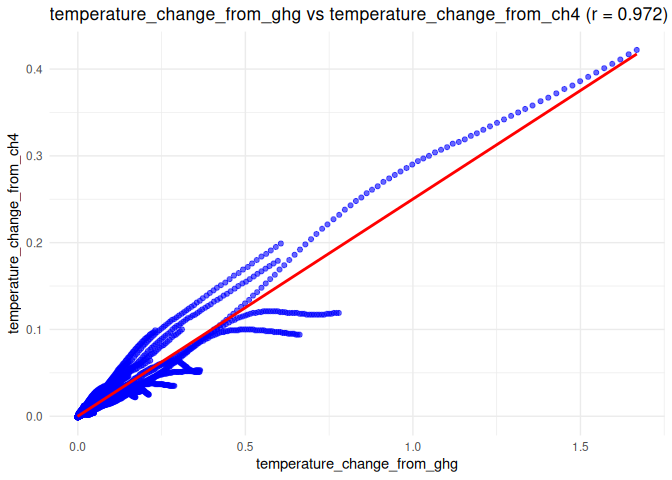 temperature_change_from_ghg vs temperature_change_from_ch4 (r = 0.972)
temperature_change_from_ch4
0.4
0.3
0.2
0.1
0.0
0.0 0.5 1.0 1.5
temperature_change_from_ghg